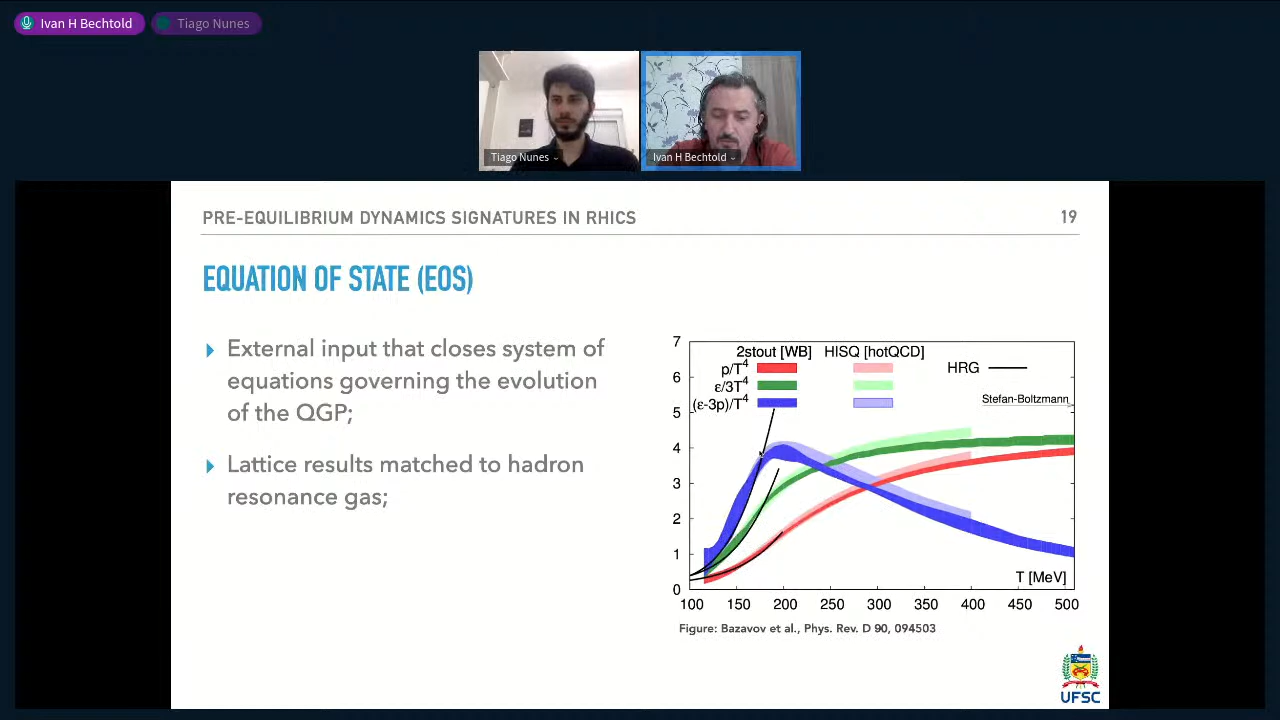 Ivan H Bechtold
Tiago Nunes
Tiago Nunes
Ivan H Bechtold
PRE-EQUILIBRIUM DYNAMICS SIGNATURES IN RHICS
19
EQUATION OF STATE (EOS)
External input that closes system of
equations governing the evolution
of the QGP;
Lattice results matched to hadron
resonance gas;
7
6
5
4
3
2
1
0
2stout [WB]
HISQ [hotQCD]
p/T⁴
ε/3T⁴
(ε-3p)/T⁴
HRG
Stefan-Boltzmann
T [MeV]
100 150 200 250 300 350 400 450 500
Figure: Bazavov et al., Phys. Rev. D 90, 094503
UFSC